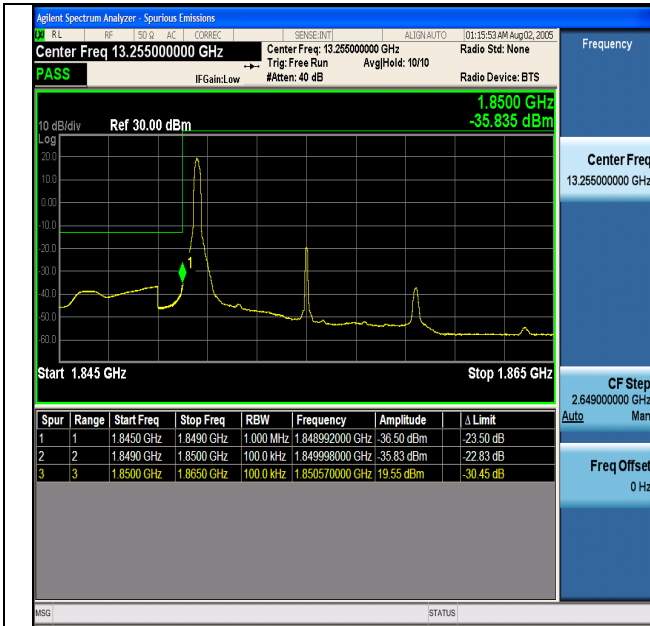 Agilent Spectrum Analyzer - Spurious Emissions
RL RF 50 Ω AC CORREC SENSE:INT ALIGN AUTO 01:15:53 AM Aug 02, 2005
Center Freq 13.255000000 GHz
Center Freq: 13.255000000 GHz
Radio Std: None
Trig: Free Run Avg|Hold: 10/10
PASS
IFGain:Low
#Atten: 40 dB
Radio Device: BTS
1.8500 GHz
-35.835 dBm
10 dB/div Ref 30.00 dBm
Log
20.0
10.0
0.00
-10.0
-20.0
-30.0
-40.0
-50.0
-60.0
1
Start 1.845 GHz Stop 1.865 GHz
Spur Range Start Freq Stop Freq RBW Frequency Amplitude Δ Limit
1 1 1.8450 GHz 1.8490 GHz 1.000 MHz 1.848992000 GHz -36.50 dBm -23.50 dB
2 2 1.8490 GHz 1.8500 GHz 100.0 kHz 1.849998000 GHz -35.83 dBm -22.83 dB
3 3 1.8500 GHz 1.8650 GHz 100.0 kHz 1.850570000 GHz 19.55 dBm -30.45 dB
MSG STATUS
Frequency
Center Freq
13.255000000 GHz
CF Step
2.649000000 GHz
Auto Man
Freq Offset
0 Hz